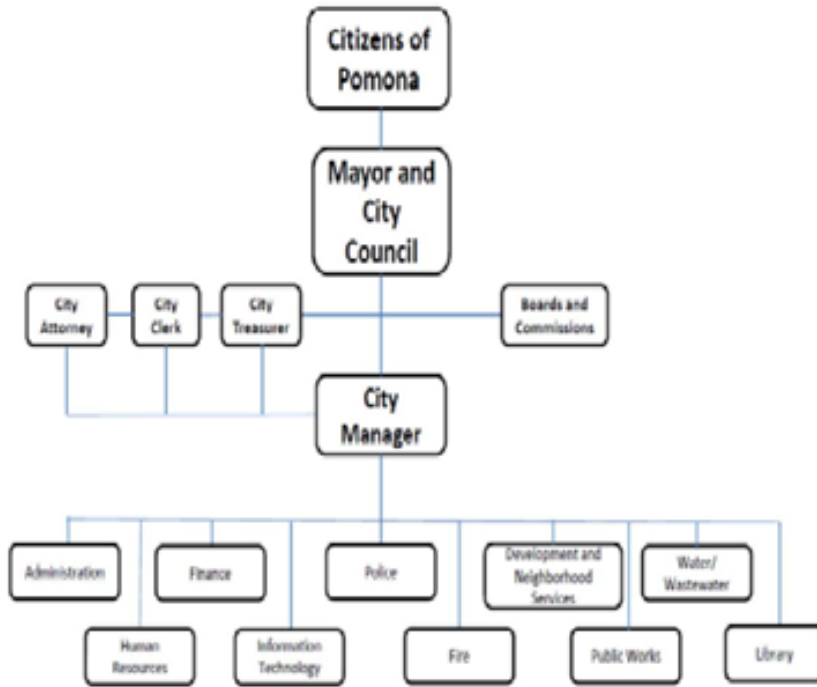 Citizens of
Pomona
Mayor and
City
Council
City
Attorney
City
Clerk
City
Treasurer
Boards and
Commissions
City
Manager
Administration
Finance
Police
Development and
Neighborhood
Services
Water/
Wastewater
Human
Resources
Information
Technology
Fire
Public Works
Library